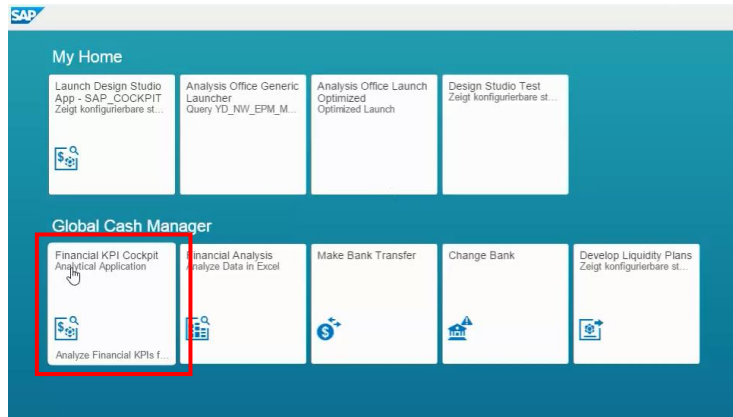 SAP
My Home
Launch Design Studio
App - SAP_COCKPIT
Zeigt konfigurierbare st...
Analysis Office Generic
Launcher
Query YD_NW_EPM_M...
Analysis Office Launch
Optimized
Optimized Launch
Design Studio Test
Zeigt konfigurierbare st...
Global Cash Manager
Financial KPI Cockpit
Analytical Application
Analyze Financial KPIs f...
Financial Analysis
Analyze Data in Excel
Make Bank Transfer
Change Bank
Develop Liquidity Plans
Zeigt konfigurierbare st...